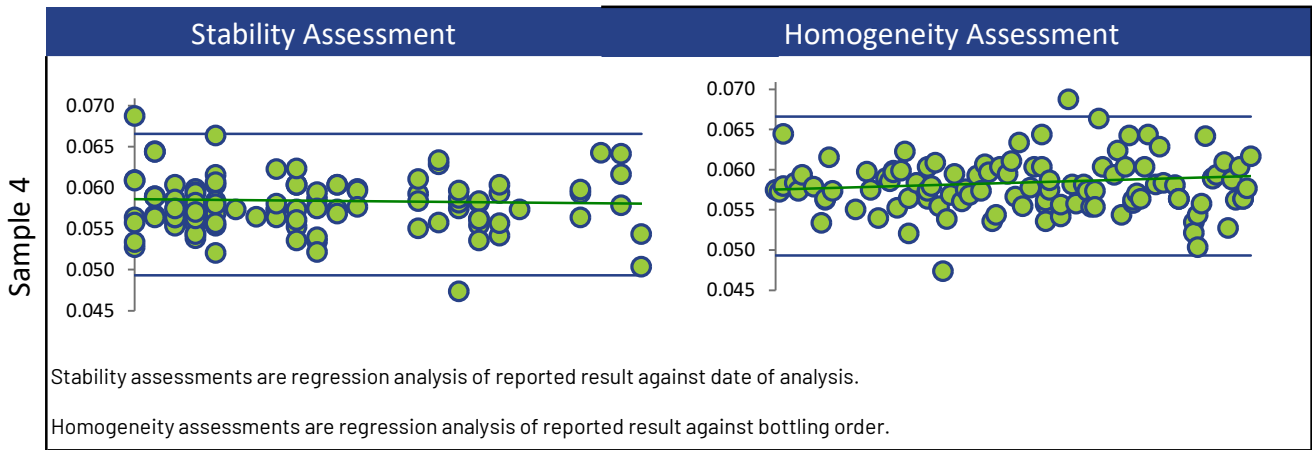 Stability Assessment
Homogeneity Assessment
Sample 4
0.070
0.065
0.060
0.055
0.050
0.045
0.070
0.065
0.060
0.055
0.050
0.045
Stability assessments are regression analysis of reported result against date of analysis.
Homogeneity assessments are regression analysis of reported result against bottling order.